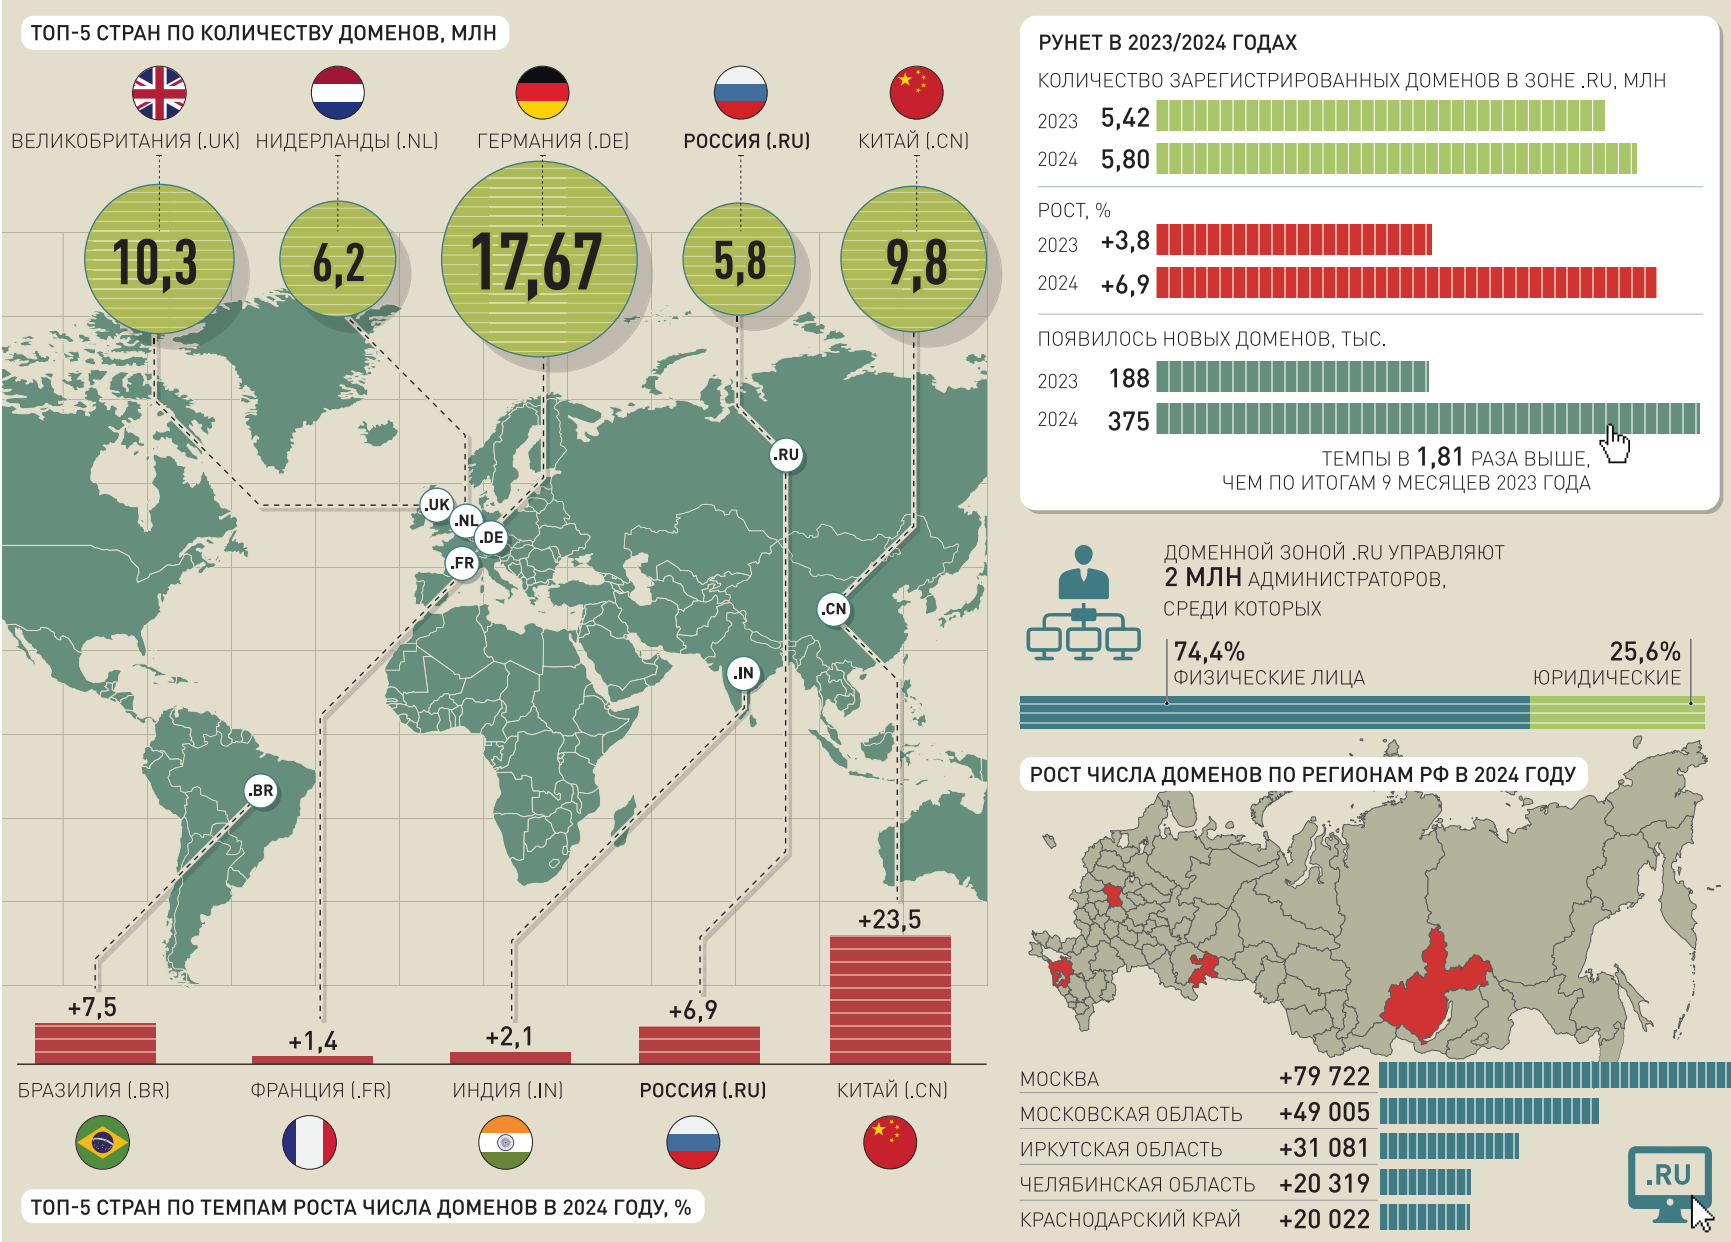 ТОП-5 СТРАН ПО КОЛИЧЕСТВУ ДОМЕНОВ, МЛН
ВЕЛИКОБРИТАНИЯ (.UK)
10,3
НИДЕРЛАНДЫ (.NL)
6,2
ГЕРМАНИЯ (.DE)
17,67
РОССИЯ (.RU)
5,8
КИТАЙ (.CN)
9,8
.RU
.UK
.NL
.DE
.FR
.CN
.IN
.BR
+7,5
БРАЗИЛИЯ (.BR)
+1,4
ФРАНЦИЯ (.FR)
+2,1
ИНДИЯ (.IN)
+6,9
РОССИЯ (.RU)
+23,5
КИТАЙ (.CN)
ТОП-5 СТРАН ПО ТЕМПАМ РОСТА ЧИСЛА ДОМЕНОВ В 2024 ГОДУ, %
РУНЕТ В 2023/2024 ГОДАХ
КОЛИЧЕСТВО ЗАРЕГИСТРИРОВАННЫХ ДОМЕНОВ В ЗОНЕ .RU, МЛН
2023 5,42
2024 5,80
РОСТ, %
2023 +3,8
2024 +6,9
ПОЯВИЛОСЬ НОВЫХ ДОМЕНОВ, ТЫС.
2023 188
2024 375
ТЕМПЫ В 1,81 РАЗА ВЫШЕ,
ЧЕМ ПО ИТОГАМ 9 МЕСЯЦЕВ 2023 ГОДА
ДОМЕННОЙ ЗОНОЙ .RU УПРАВЛЯЮТ
2 МЛН АДМИНИСТРАТОРОВ,
СРЕДИ КОТОРЫХ
74,4%
ФИЗИЧЕСКИЕ ЛИЦА
25,6%
ЮРИДИЧЕСКИЕ
РОСТ ЧИСЛА ДОМЕНОВ ПО РЕГИОНАМ РФ В 2024 ГОДУ
МОСКВА +79 722
МОСКОВСКАЯ ОБЛАСТЬ +49 005
ИРКУТСКАЯ ОБЛАСТЬ +31 081
ЧЕЛЯБИНСКАЯ ОБЛАСТЬ +20 319
КРАСНОДАРСКИЙ КРАЙ +20 022
.RU